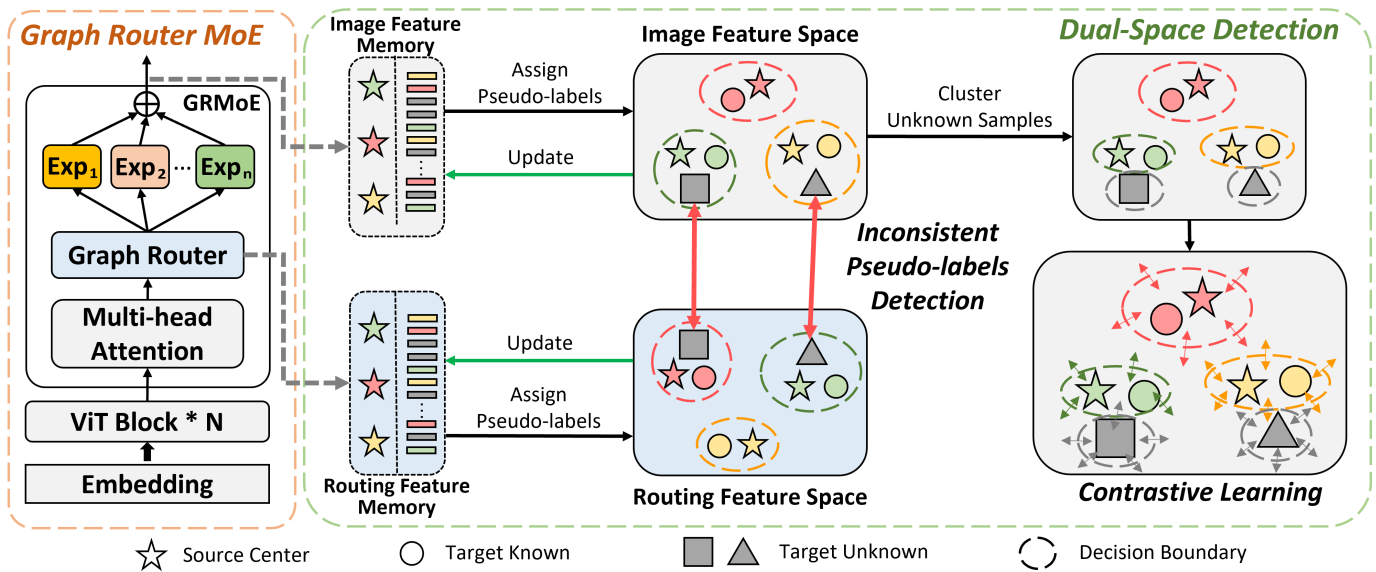 Graph Router MoE
GRMoE
Exp1
Exp2
...
Expn
Graph Router
Multi-head
Attention
ViT Block * N
Embedding
Image Feature
Memory
Assign
Pseudo-labels
Update
Image Feature Space
Cluster
Unknown Samples
Dual-Space Detection
Inconsistent
Pseudo-labels
Detection
Update
Assign
Pseudo-labels
Routing Feature
Memory
Routing Feature Space
Contrastive Learning
Source Center
Target Known
Target Unknown
Decision Boundary